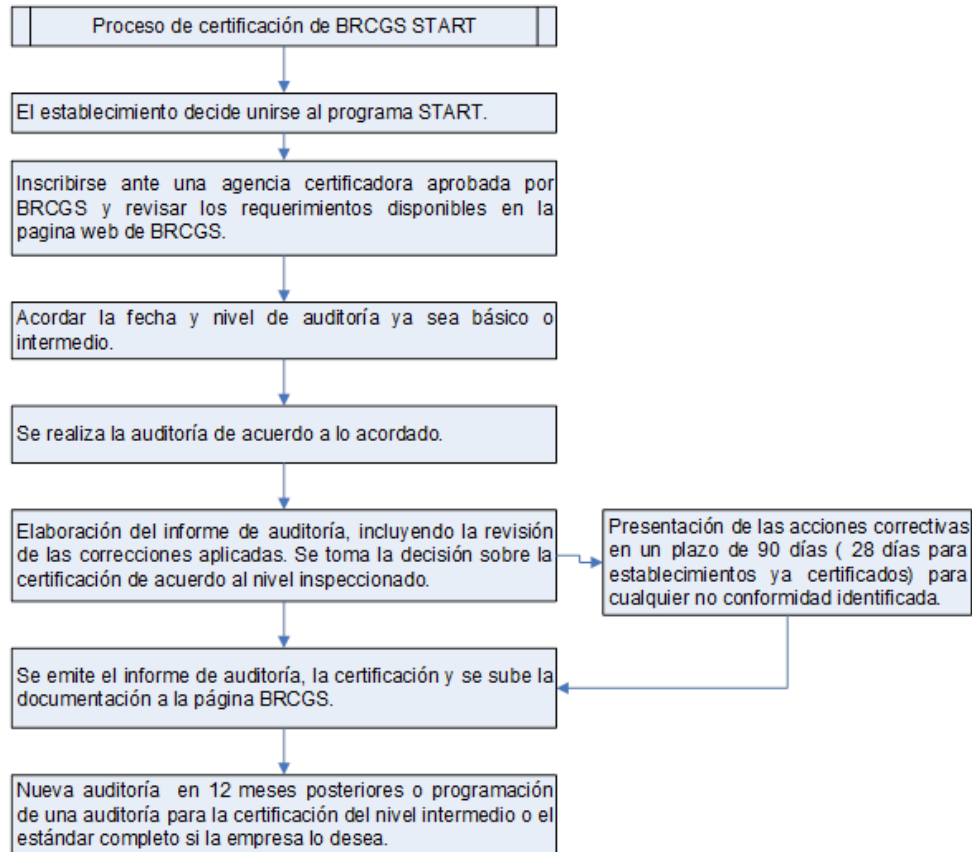 Proceso de certificación de BRCGS START
El establecimiento decide unirse al programa START.
Inscribirse ante una agencia certificadora aprobada por
BRCGS y revisar los requerimientos disponibles en la
pagina web de BRCGS.
Acordar la fecha y nivel de auditoría ya sea básico o
intermedio.
Se realiza la auditoría de acuerdo a lo acordado.
Elaboración del informe de auditoría, incluyendo la revisión
de las correcciones aplicadas. Se toma la decisión sobre la
certificación de acuerdo al nivel inspeccionado.
Presentación de las acciones correctivas
en un plazo de 90 días ( 28 días para
establecimientos ya certificados) para
cualquier no conformidad identificada.
Se emite el informe de auditoría, la certificación y se sube la
documentación a la página BRCGS.
Nueva auditoría en 12 meses posteriores o programación
de una auditoría para la certificación del nivel intermedio o el
estándar completo si la empresa lo desea.